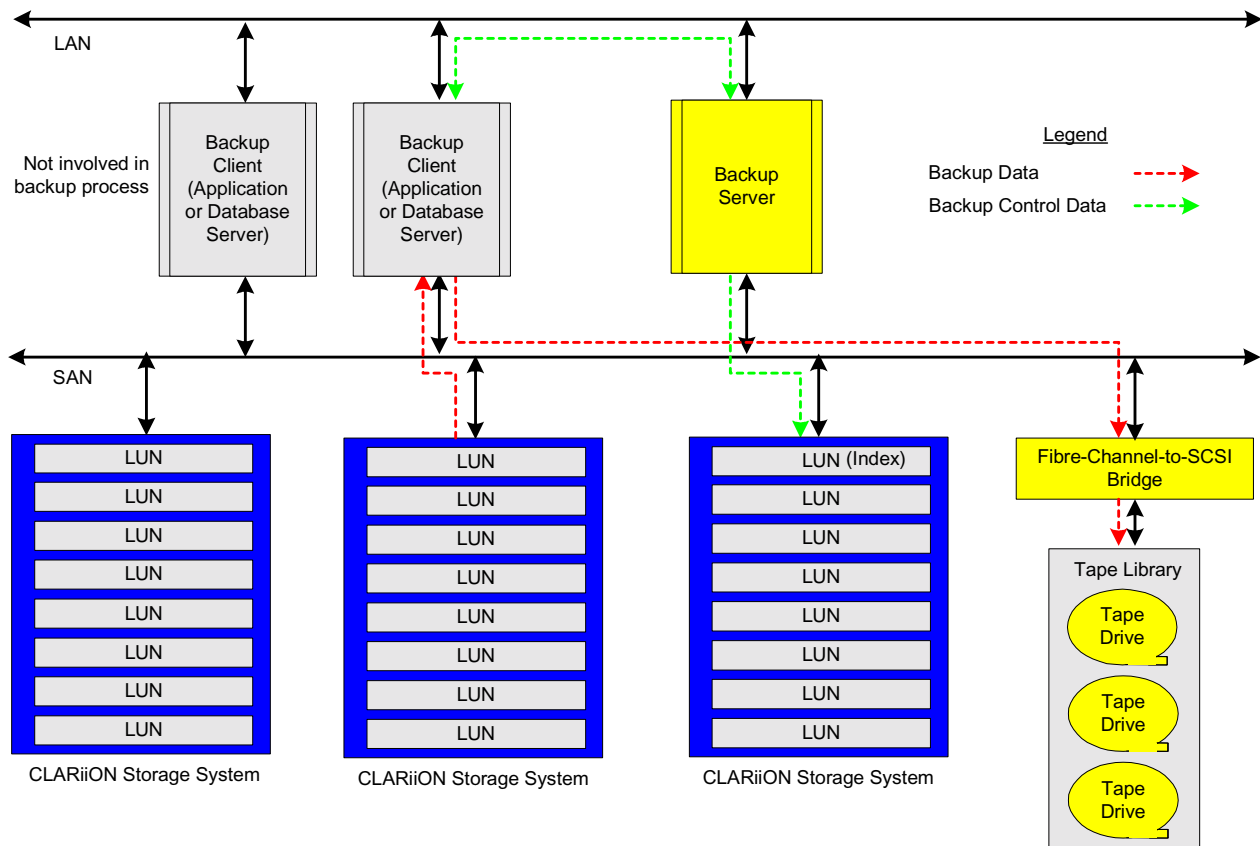 LAN
Not involved in
backup process
Backup
Client
(Application
or Database
Server)
Backup
Client
(Application
or Database
Server)
Backup
Server
Legend
Backup Data
Backup Control Data
SAN
LUN
LUN
LUN
LUN
LUN
LUN
LUN
LUN
CLARiiON Storage System
LUN
LUN
LUN
LUN
LUN
LUN
LUN
LUN
CLARiiON Storage System
LUN (Index)
LUN
LUN
LUN
LUN
LUN
LUN
LUN
CLARiiON Storage System
Fibre-Channel-to-SCSI
Bridge
Tape Library
Tape
Drive
Tape
Drive
Tape
Drive